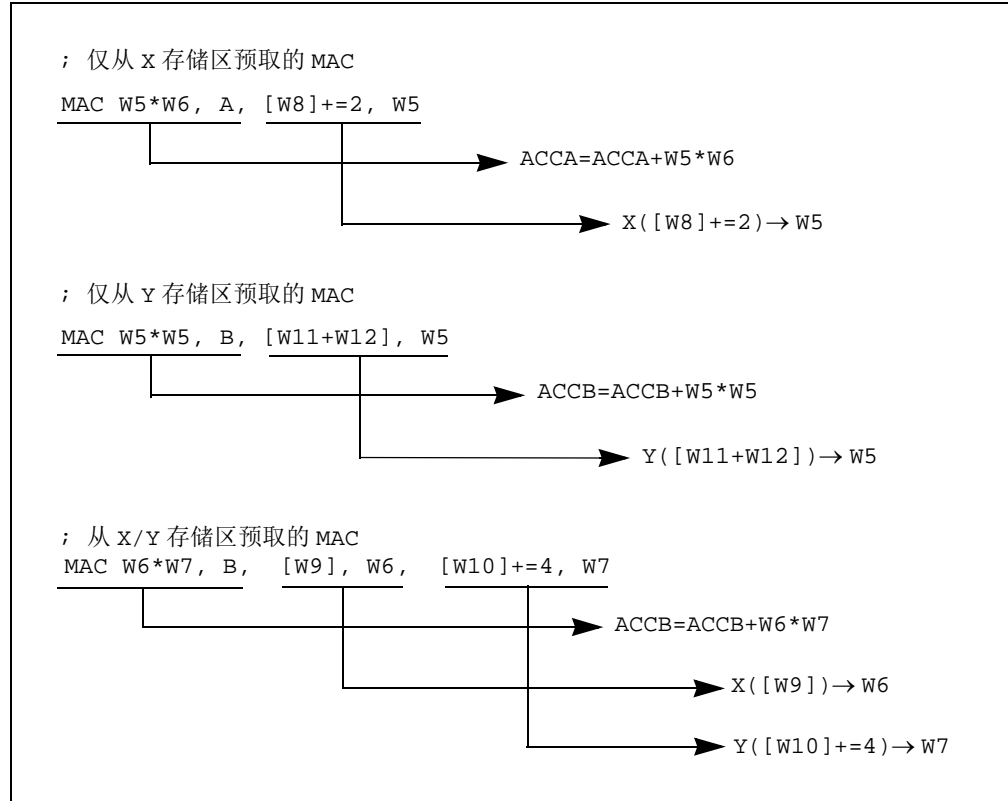 ; 仅从 X 存储区预取的 MAC
MAC W5*W6, A, [W8]+=2, W5
ACCA=ACCA+W5*W6
X([W8]+=2)→ W5
; 仅从 Y 存储区预取的 MAC
MAC W5*W5, B, [W11+W12], W5
ACCB=ACCB+W5*W5
Y([W11+W12])→ W5
; 从 X/Y 存储区预取的 MAC
MAC W6*W7, B, [W9], W6, [W10]+=4, W7
ACCB=ACCB+W6*W7
X([W9])→ W6
Y([W10]+=4)→ W7